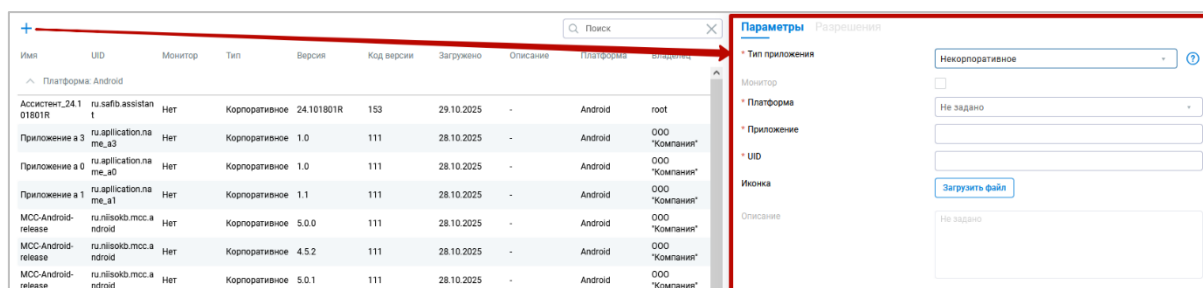 +
Поиск
Имя UID Монитор Тип Версия Код версии Загружено Описание Платформа Владелец
Платформа: Android
Ассистент_24.1 ru.safib.assistan Нет Корпоративное 24.101801R 153 29.10.2025 - Android root
01801R t
Приложение а 3 ru.apllication.na Нет Корпоративное 1.0 111 28.10.2025 - Android ООО
me_a3 "Компания"
Приложение а 0 ru.apllication.na Нет Корпоративное 1.0 111 28.10.2025 - Android ООО
me_a0 "Компания"
Приложение а 1 ru.apllication.na Нет Корпоративное 1.1 111 28.10.2025 - Android ООО
me_a1 "Компания"
MCC-Android- ru.niisokb.mcc.a Нет Корпоративное 5.0.0 111 28.10.2025 - Android ООО
release ndroid "Компания"
MCC-Android- ru.niisokb.mcc.a Нет Корпоративное 4.5.2 111 28.10.2025 - Android ООО
release ndroid "Компания"
MCC-Android- ru.niisokb.mcc.a Нет Корпоративное 5.0.1 111 28.10.2025 - Android ООО
release ndroid "Компания"
Параметры Разрешения
* Тип приложения Некорпоративное ?
Монитор
* Платформа Не задано
* Приложение
* UID
Иконка Загрузить файл
Описание Не задано